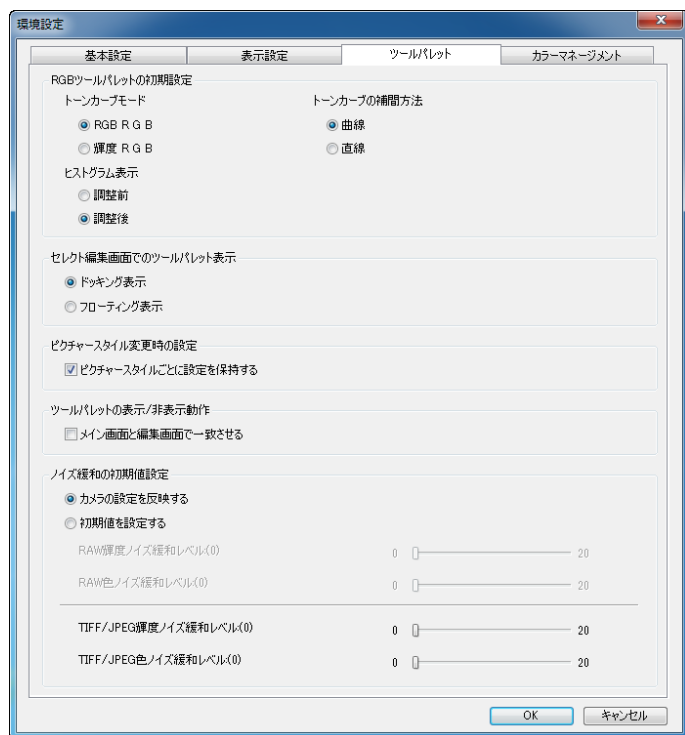 環境設定
基本設定 表示設定 ツールパレット カラーマネージメント
RGBツールパレットの初期設定
トーンカーブモード トーンカーブの補間方法
RGB R G B 曲線
輝度 R G B 直線
ヒストグラム表示
調整前
調整後
セレクト編集画面でのツールパレット表示
ドッキング表示
フローティング表示
ピクチャースタイル変更時の設定
ピクチャースタイルごとに設定を保持する
ツールパレットの表示/非表示動作
メイン画面と編集画面で一致させる
ノイズ緩和の初期値設定
カメラの設定を反映する
初期値を設定する
RAW輝度ノイズ緩和レベル:(0) 0 20
RAW色ノイズ緩和レベル:(0) 0 20
TIFF/JPEG輝度ノイズ緩和レベル:(0) 0 20
TIFF/JPEG色ノイズ緩和レベル:(0) 0 20
OK キャンセル